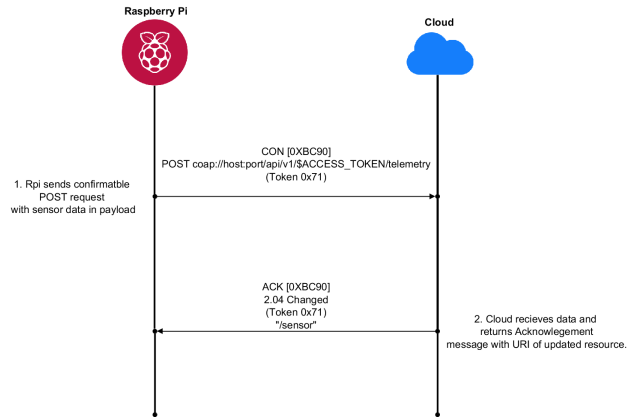 Raspberry Pi
Cloud
CON [0XBC90]
POST coap://host:port/api/v1/$ACCESS_TOKEN/telemetry
(Token 0x71)
1. Rpi sends confirmatble
POST request
with sensor data in payload
ACK [0XBC90]
2.04 Changed
(Token 0x71)
"/sensor"
2. Cloud recieves data and
returns Acknowlegement
message with URI of updated resource.